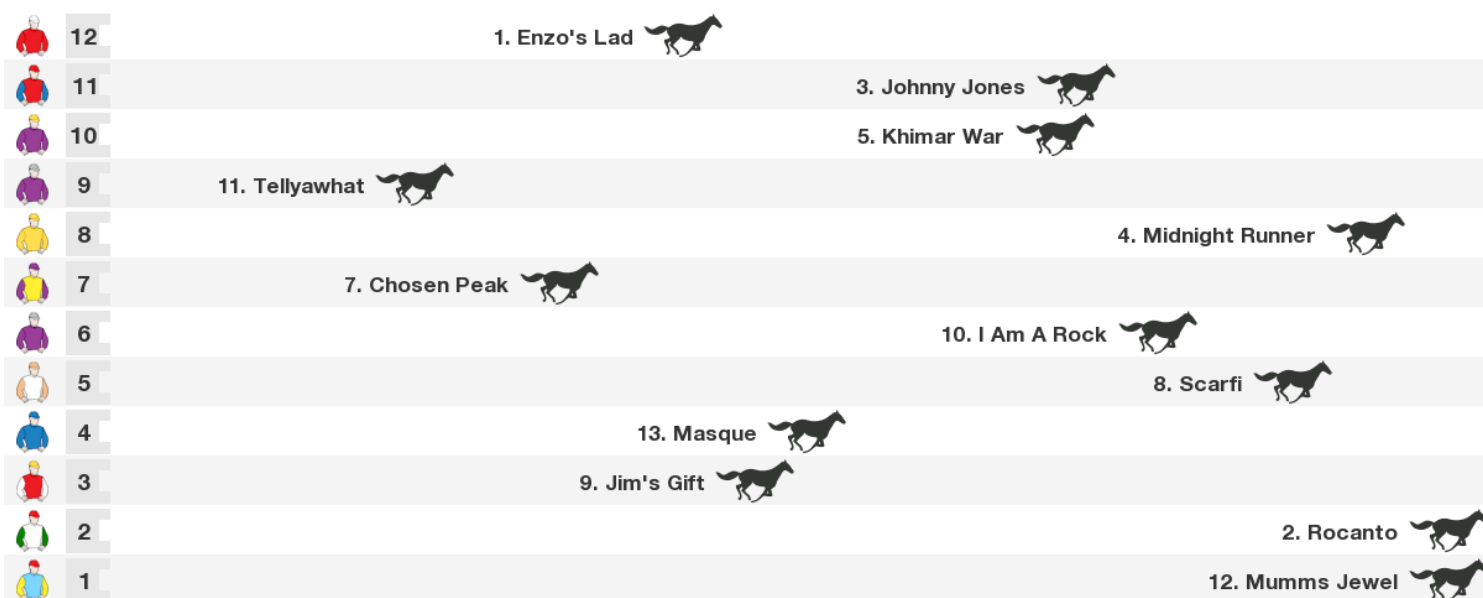 12 1. Enzo's Lad
11 3. Johnny Jones
10 5. Khimar War
9 11. Tellyawhat
8 4. Midnight Runner
7 7. Chosen Peak
6 10. I Am A Rock
5 8. Scarfi
4 13. Masque
3 9. Jim's Gift
2 2. Rocanto
1 12. Mumms Jewel